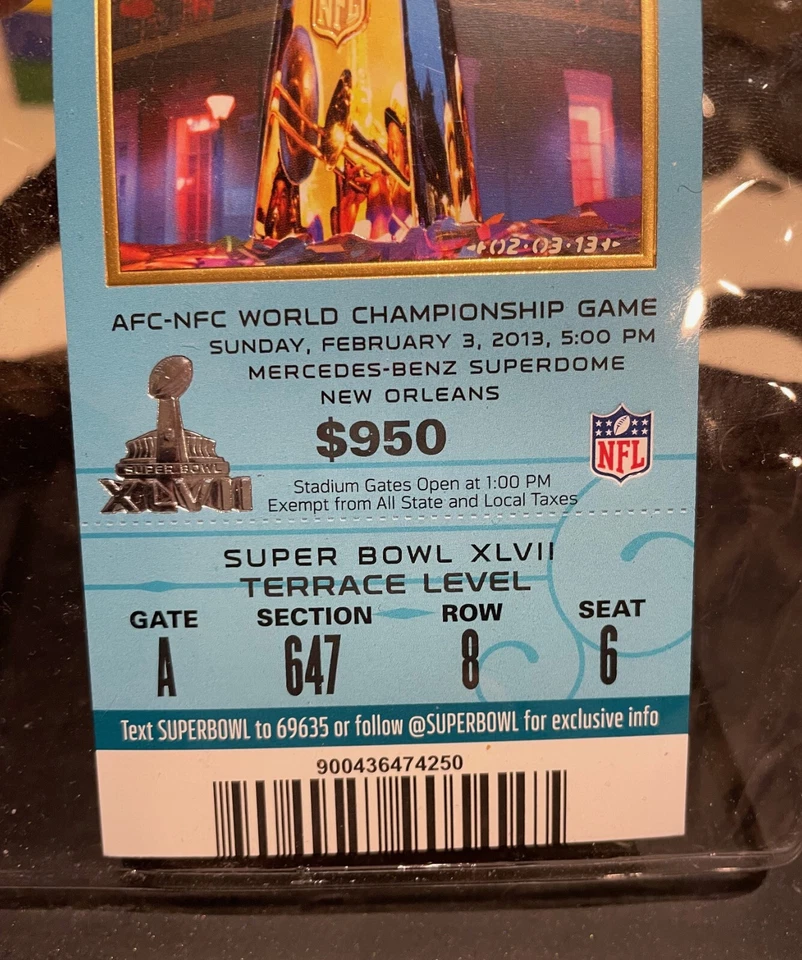 NFL
02·03·13
AFC-NFC WORLD CHAMPIONSHIP GAME
SUNDAY, FEBRUARY 3, 2013, 5:00 PM
MERCEDES-BENZ SUPERDOME
NEW ORLEANS
$950
SUPER BOWL
XLVII
NFL
Stadium Gates Open at 1:00 PM
Exempt from All State and Local Taxes
SUPER BOWL XLVII
TERRACE LEVEL
GATE SECTION ROW SEAT
A 647 8 6
Text SUPERBOWL to 69635 or follow @SUPERBOWL for exclusive info
900436474250